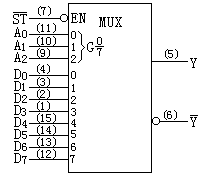 S̅T̅ (7) EN MUX
A0 (11) 0
A1 (10) 1 G 0/7
A2 (9) 2
D0 (4) 0 (5) Y
D1 (3) 1
D2 (2) 2
D3 (1) 3
D4 (15) 4 (6) Y̅
D5 (14) 5
D6 (13) 6
D7 (12) 7